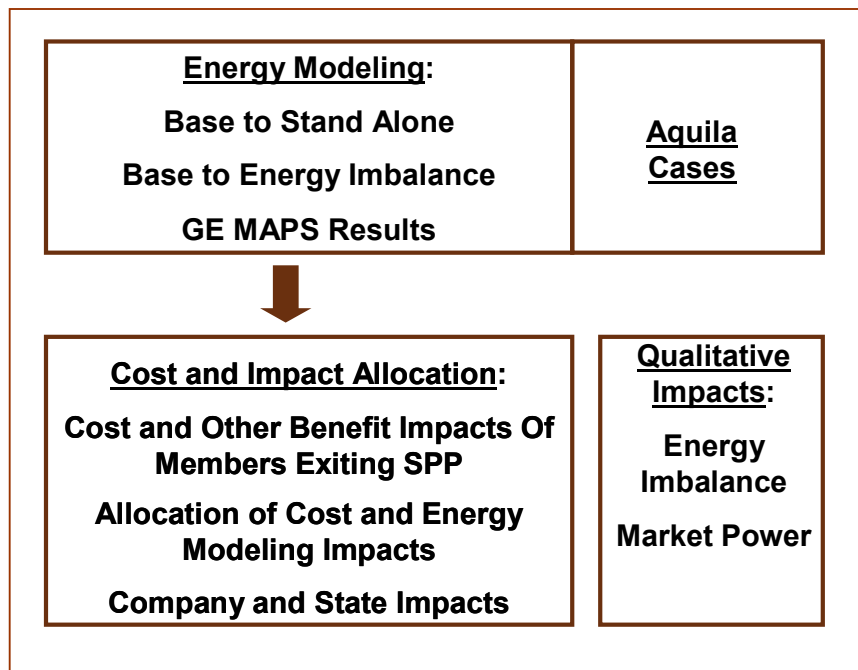 Energy Modeling:
Base to Stand Alone
Base to Energy Imbalance
GE MAPS Results
Aquila
Cases
Cost and Impact Allocation:
Cost and Other Benefit Impacts Of
Members Exiting SPP
Allocation of Cost and Energy
Modeling Impacts
Company and State Impacts
Qualitative
Impacts:
Energy
Imbalance
Market Power